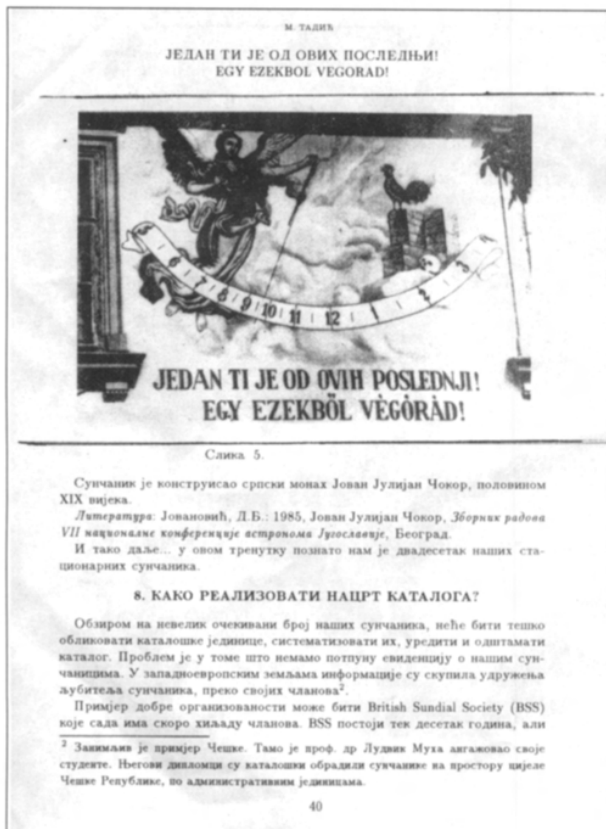 М. ТАДИЋ
ЈЕДАН ТИ ЈЕ ОД ОВИХ ПОСЛЕДЊИ!
EGY EZEKBOL VEGORAD!
5 6 7 8 9 10 11 12 1 2 3 4
JEDAN TI JE OD OVIH POSLEDNJI!
EGY EZEKBÖL VÈGÒRÀD!
Слика 5.
Сунчаник је конструисао српски монах Јован Јулијан Чокор, половином
XIX вијека.
Литература: Јовановић, Д.Б.: 1985, Јован Јулијан Чокор, Зборник радова
VII националне конференције астронома Југославије, Београд.
И тако даље... у овом тренутку познато нам је двадесетак наших ста-
ционарних сунчаника.
8. КАКО РЕАЛИЗОВАТИ НАЦРТ КАТАЛОГА?
Обзиром на невелик очекивани број наших сунчаника, неће бити тешко
обликовати каталошке јединице, систематизовати их, уредити и одштампати
каталог. Проблем је у томе што немамо потпуну евиденцију о нашим сун-
чаницима. У западноевропским земљама информације су скупила удружења
љубитеља сунчаника, преко својих чланова².
Примјер добре организованости може бити British Sundial Society (BSS)
које сада има скоро хиљаду чланова. BSS постоји тек десетак година, али
² Занимљив је примјер Чешке. Тамо је проф. др Лудвик Муха ангажовао своје
студенте. Његови дипломци су каталошки обрадили сунчанике на простору цијеле
Чешке Републике, по административним јединицама.
40